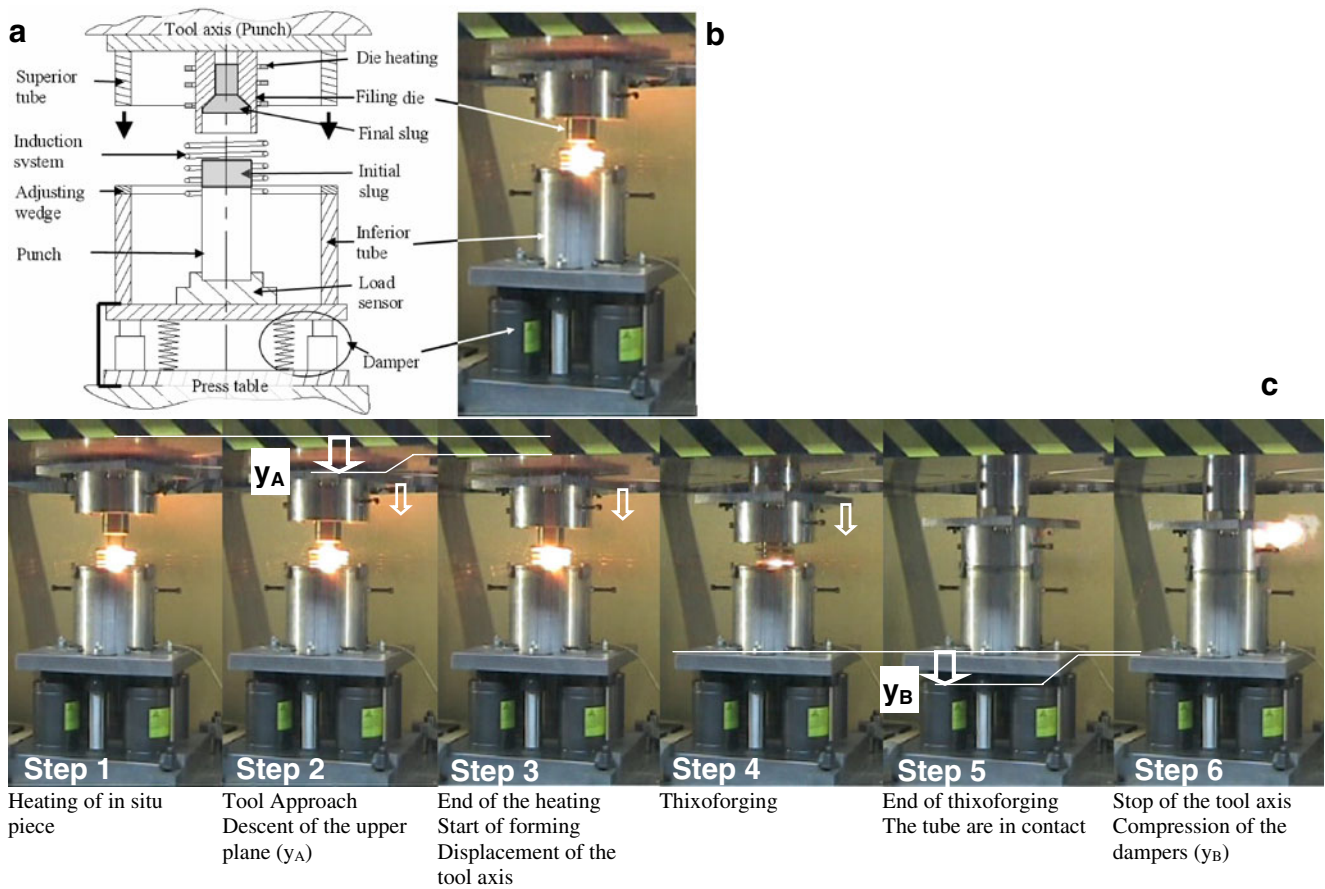 a
Tool axis (Punch)
Superior
tube
Induction
svstem
Adjusting
wedge
Punch
Die heating
Filing die
Final slug
Initial
slug
Inferior
tube
Load
sensor
Damper
Press table
b
c
yA
yB
Step 1
Step 2
Step 3
Step 4
Step 5
Step 6
Heating of in situ
piece
Tool Approach
Descent of the upper
plane (yA)
End of the heating
Start of forming
Displacement of the
tool axis
Thixoforging
End of thixoforging
The tube are in contact
Stop of the tool axis
Compression of the
dampers (yB)